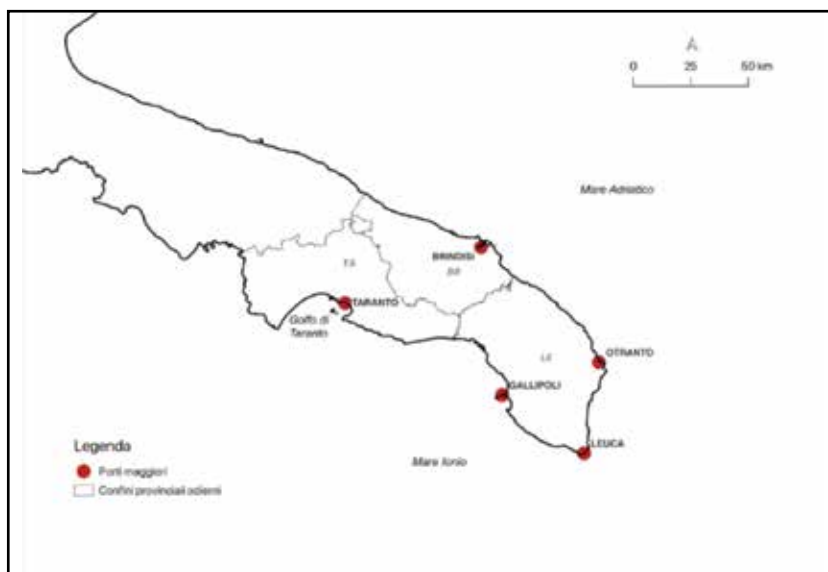 0 25 50 km
Mare Adriatico
BRINDISI
BR
TA
TARANTO
Golfo di
Taranto
OTRANTO
LE
GALLIPOLI
LEUCA
Mare Ionio
Legenda
Porti maggiori
Confini provinciali odierni